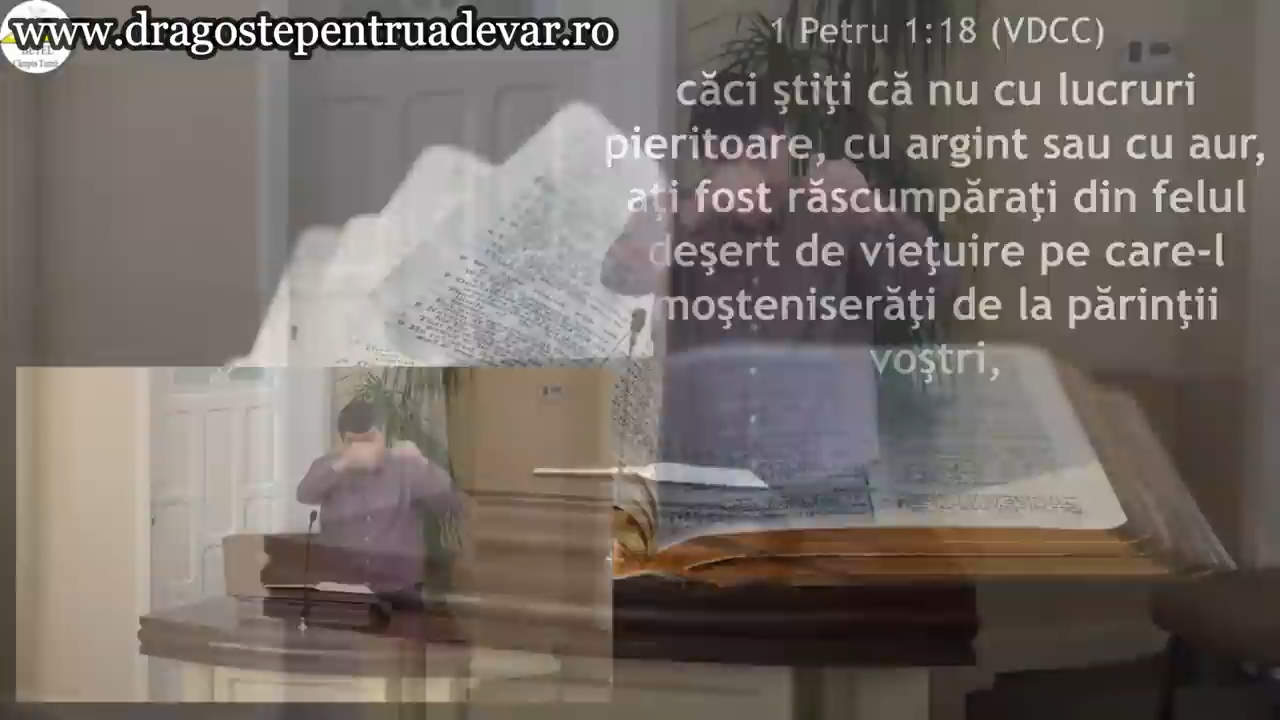 www.dragostepentruadevar.ro
1 Petru 1:18 (VDCC)
căci ştiţi că nu cu lucruri
pieritoare, cu argint sau cu aur,
aţi fost răscumpăraţi din felul
deşert de vieţuire pe care-l
moşteniserăţi de la părinţii
voştri,